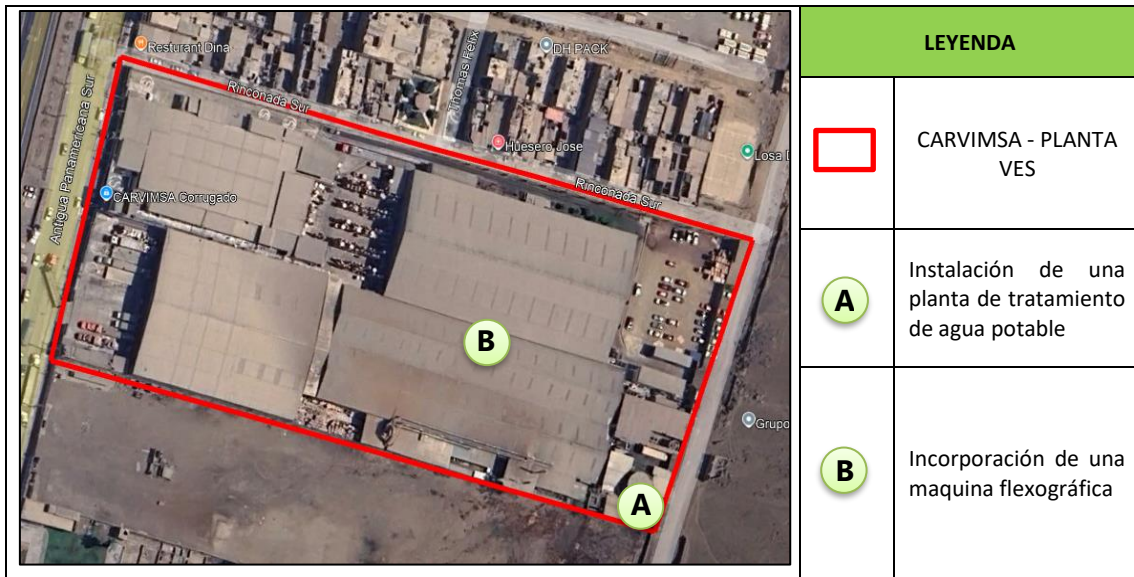 Resturant Dina
DH PACK
Thomas Felix
Rinconada Sur
Antigua Panamericana Sur
Huesero Jose
Losa D
Rinconada Sur
CARVIMSA Corrugado
B
Grupo
A
LEYENDA
CARVIMSA - PLANTA
VES
A
Instalación de una
planta de tratamiento
de agua potable
B
Incorporación de una
maquina flexográfica